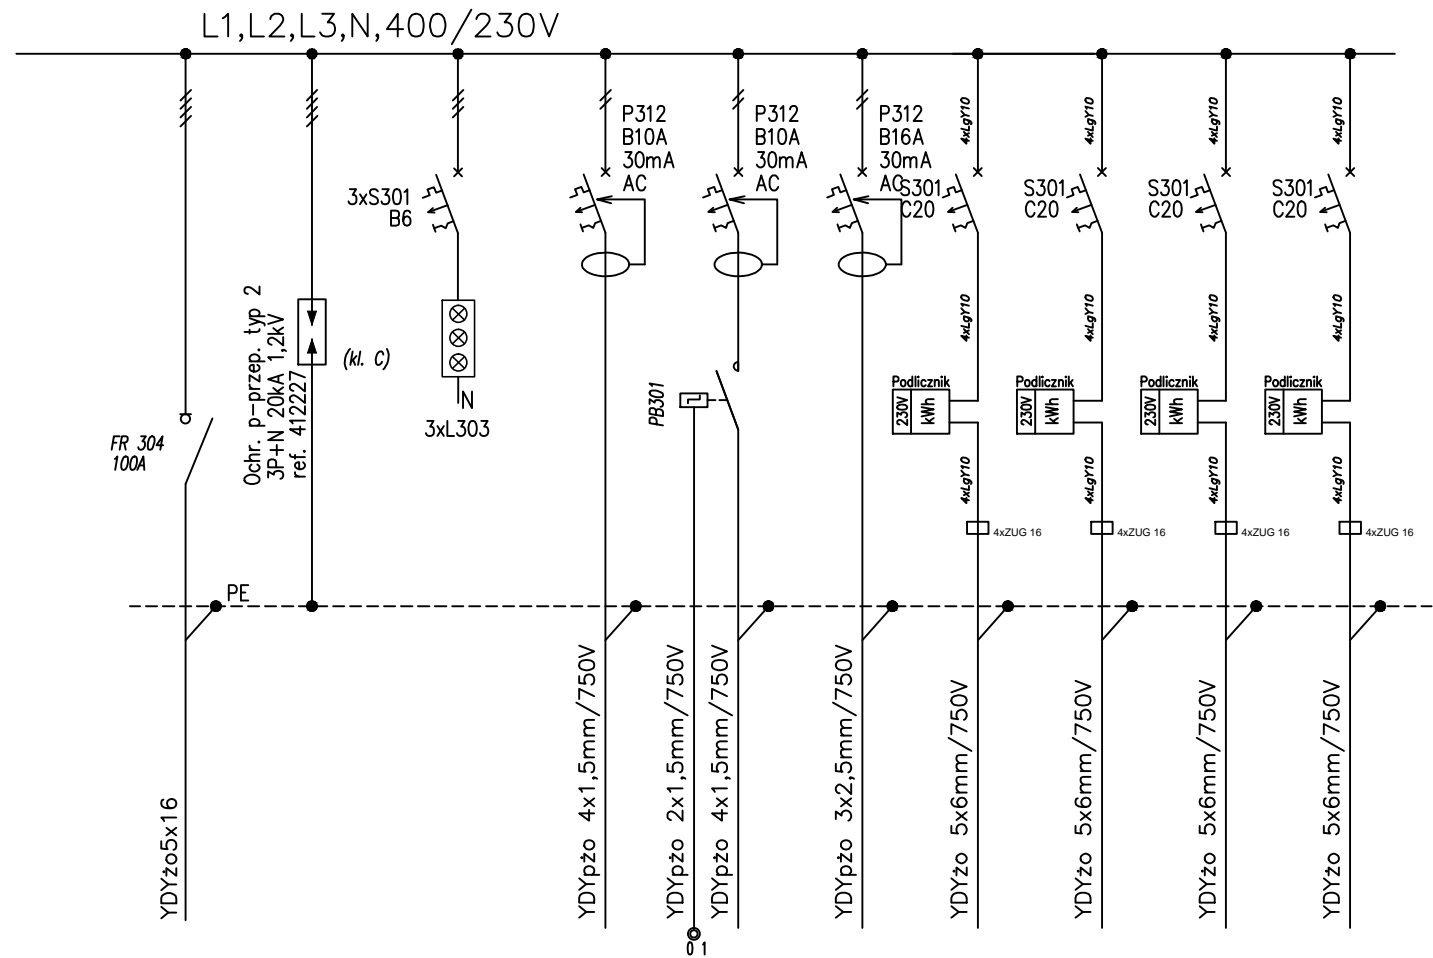 L1,L2,L3,N,400/230V
P312
B10A
30mA
AC
P312
B10A
30mA
AC
P312
B16A
30mA
AC
4xLgY10
4xLgY10
4xLgY10
4xLgY10
3xS301
B6
S301
C20
S301
C20
S301
C20
S301
C20
Ochr. p-przep. typ 2
3P+N 20kA 1,2kV
ref. 412227
(kl. C)
4xLgY10
4xLgY10
4xLgY10
4xLgY10
N
3xL303
PB301
Podlicznik
230V
kWh
Podlicznik
230V
kWh
Podlicznik
230V
kWh
Podlicznik
230V
kWh
FR 304
100A
4xLgY10
4xLgY10
4xLgY10
4xLgY10
4xZUG 16
4xZUG 16
4xZUG 16
4xZUG 16
PE
YDYżo5x16
YDYpżo 4x1,5mm/750V
YDYpżo 2x1,5mm/750V
YDYpżo 4x1,5mm/750V
YDYpżo 3x2,5mm/750V
YDYżo 5x6mm/750V
YDYżo 5x6mm/750V
YDYżo 5x6mm/750V
YDYżo 5x6mm/750V
0 1